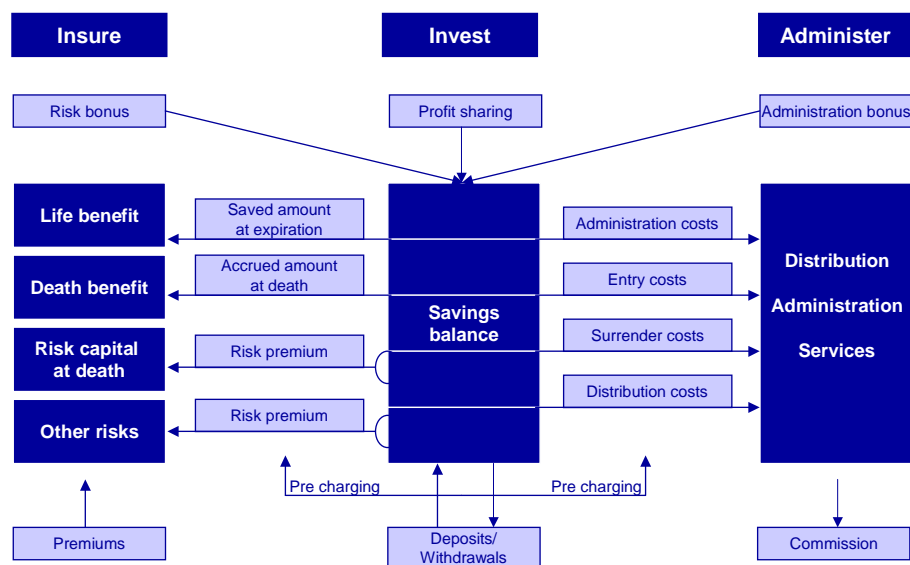 Insure
Invest
Administer
Risk bonus
Profit sharing
Administration bonus
Life benefit
Saved amount
at expiration
Administration costs
Death benefit
Accrued amount
at death
Entry costs
Distribution
Administration
Services
Savings
balance
Risk capital
at death
Risk premium
Surrender costs
Other risks
Risk premium
Distribution costs
Pre charging
Pre charging
Premiums
Deposits/
Withdrawals
Commission